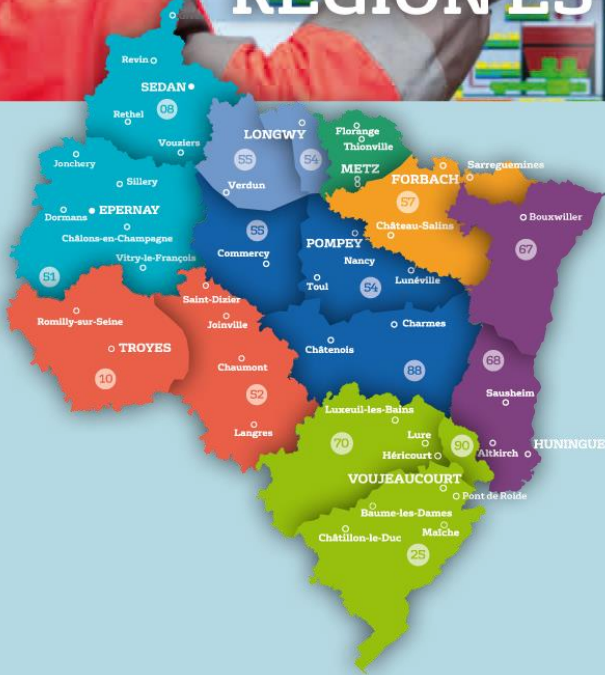 RÉGION ES
Revin
SEDAN
Rethel
08
Vouziers
LONGWY
55
54
Verdun
Florange
Thionville
METZ
Jonchery
Sillery
Dormans
EPERNAY
Châlons-en-Champagne
Vitry-le-François
51
FORBACH
Sarreguemines
57
Château-Salins
Bouxwiller
67
55
Commercy
POMPEY
Nancy
Toul
54
Lunéville
Saint-Dizier
Romilly-sur-Seine
Joinville
TROYES
10
Chaumont
52
Langres
Charmes
Châtenois
88
68
Sausheim
Altkirch
HUNINGUE
Luxeuil-les-Bains
70
Lure
Héricourt
90
VOUJEAUCOURT
Pont de Roide
Baume-les-Dames
Châtillon-le-Duc
Maîche
25